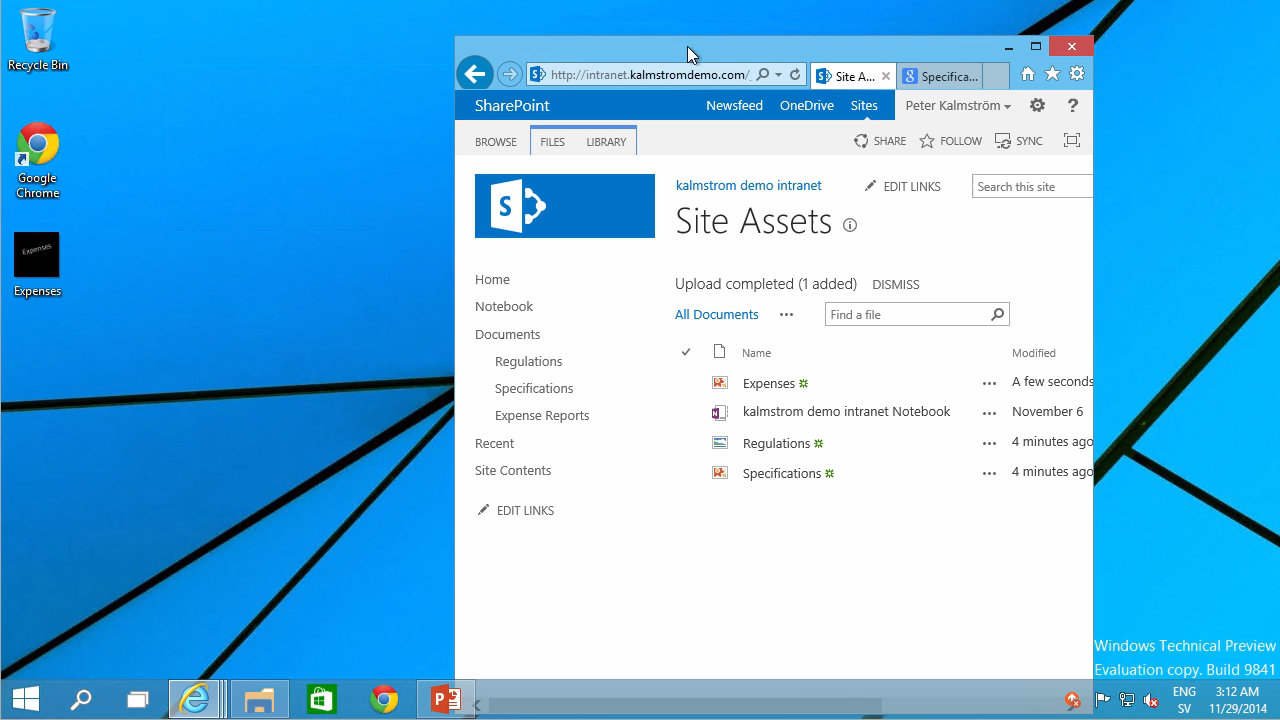 Recycle Bin
Google
Chrome
Expenses
Expenses
http://intranet.kalmstromdemo.com/
Site A...
Specifica...
SharePoint
Newsfeed
OneDrive
Sites
Peter Kalmström
?
BROWSE
FILES
LIBRARY
SHARE
FOLLOW
SYNC
S
kalmstrom demo intranet
EDIT LINKS
Search this site
Site Assets
Home
Notebook
Documents
Regulations
Specifications
Expense Reports
Recent
Site Contents
EDIT LINKS
Upload completed (1 added) DISMISS
All Documents
Find a file
Name
Modified
Expenses
A few seconds
kalmstrom demo intranet Notebook
November 6
Regulations
4 minutes ago
Specifications
4 minutes ago
Windows Technical Preview
Evaluation copy. Build 9841
ENG
SV
3:12 AM
11/29/2014